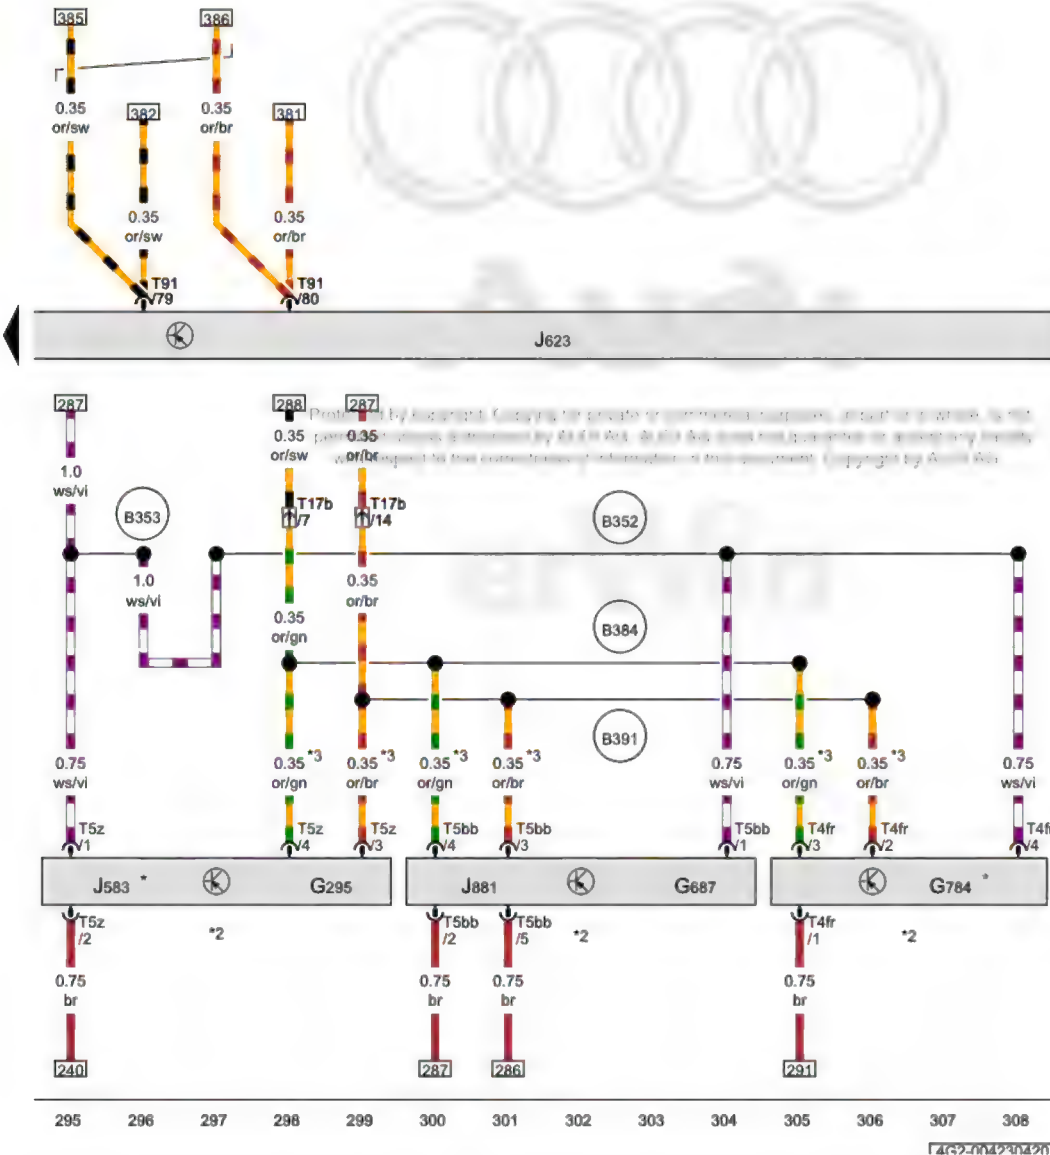 385 386
382 381
0.35 0.35
or/sw or/br
0.35 0.35
or/sw or/br
T91 T91
/79 /80
J623
287 288 287
0.35 0.35
or/sw or/br
1.0
ws/vi
T17b T17b
/7 /14
B353 B352
1.0 0.35
ws/vi or/br
0.35
or/gn
B384
B391
*3 *3 *3 *3 *3 *3
0.75 0.35 0.35 0.35 0.35 0.75 0.35 0.35 0.75
ws/vi or/gn or/br or/gn or/br ws/vi or/gn or/br ws/vi
T5z T5z T5z T5bb T5bb T5bb T4fr T4fr T4fr
/1 /4 /3 /4 /3 /1 /3 /2 /4
J583 * G295 J881 G687 G784 *
T5z T5bb T5bb T4fr
/2 *2 /2 /5 *2 /1 *2
0.75 0.75 0.75 0.75
br br br br
240 287 286 291
295 296 297 298 299 300 301 302 303 304 305 306 307 308
4G2-004230420